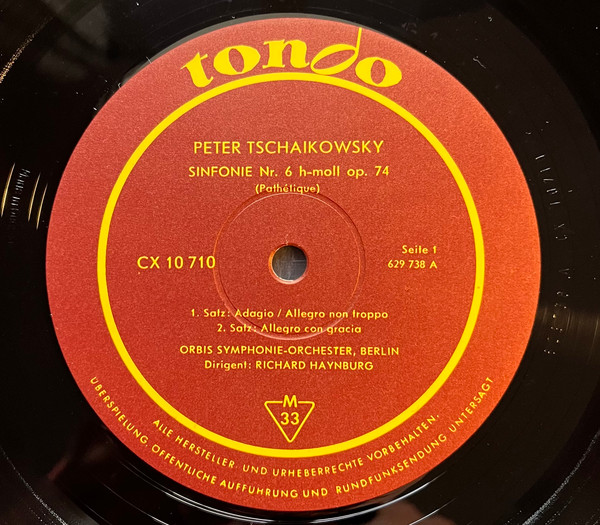 tondo
PETER TSCHAIKOWSKY
SINFONIE Nr. 6 h-moll op. 74
(Pathétique)
CX 10 710
Seite 1
629 738 A
1. Satz: Adagio / Allegro non troppo
2. Satz: Allegro con gracia
ORBIS SYMPHONIE-ORCHESTER, BERLIN
Dirigent: RICHARD HAYNBURG
M
33
ALLE HERSTELLER- UND URHEBERRECHTE VORBEHALTEN.
ÜBERSPIELUNG, ÖFFENTLICHE AUFFÜHRUNG UND RUNDFUNKSENDUNG UNTERSAGT